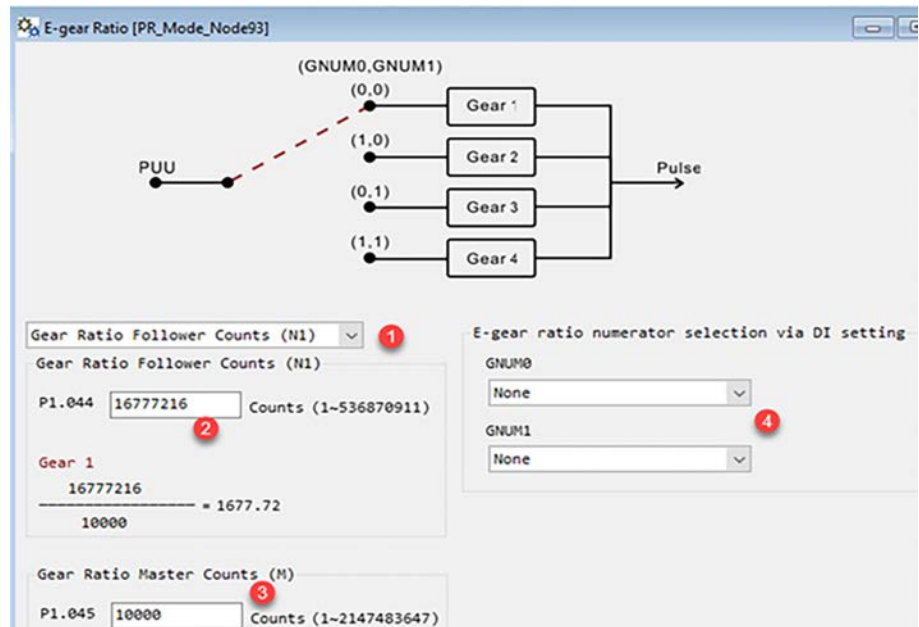 E-gear Ratio [PR_Mode_Node93]
(GNUM0,GNUM1)
(0,0)
Gear 1
(1,0)
Gear 2
PUU
Pulse
(0,1)
Gear 3
(1,1)
Gear 4
Gear Ratio Follower Counts (N1)
1
E-gear ratio numerator selection via DI setting
Gear Ratio Follower Counts (N1)
GNUM0
P1.044 16777216 Counts (1~536870911)
None
2
4
GNUM1
Gear 1
None
16777216
= 1677.72
10000
Gear Ratio Master Counts (M)
3
P1.045 10000 Counts (1~2147483647)